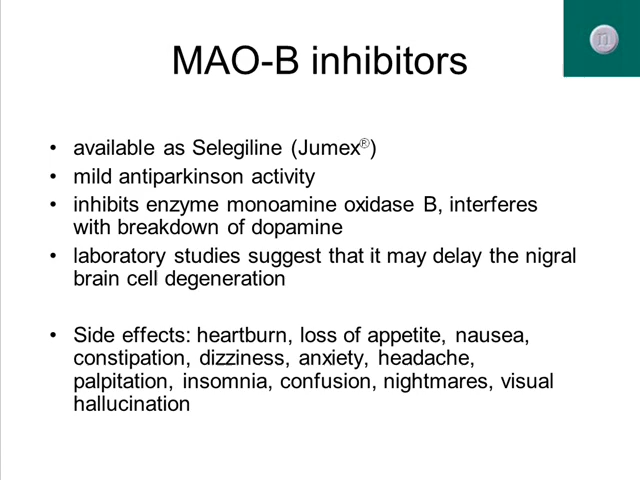 MAO-B inhibitors
• available as Selegiline (Jumex®)
• mild antiparkinson activity
• inhibits enzyme monoamine oxidase B, interferes
with breakdown of dopamine
• laboratory studies suggest that it may delay the nigral
brain cell degeneration
• Side effects: heartburn, loss of appetite, nausea,
constipation, dizziness, anxiety, headache,
palpitation, insomnia, confusion, nightmares, visual
hallucination